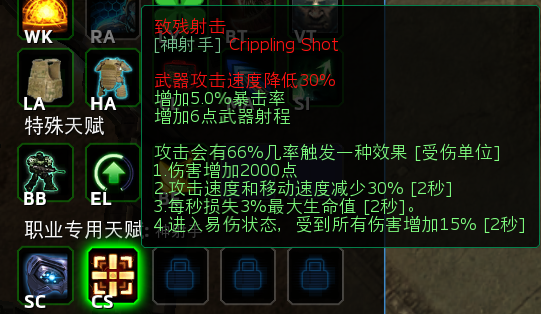 WK
RA
BT
VT
LA
HA
SI
特殊天赋
BB
EL
职业专用天赋:
神射手
SC
CS
致残射击
[神射手] Crippling Shot
武器攻击速度降低30%
增加5.0%暴击率
增加6点武器射程
攻击会有66%几率触发一种效果 [受伤单位]
1.伤害增加2000点
2.攻击速度和移动速度减少30% [2秒]
3.每秒损失3%最大生命值 [2秒]。
4.进入易伤状态，受到所有伤害增加15% [2秒]